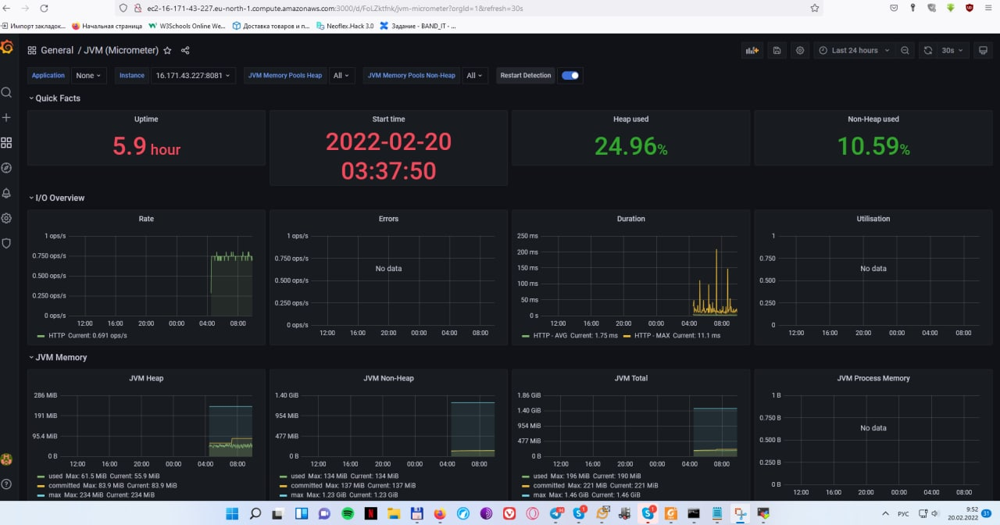 ec2-16-171-43-227.eu-north-1.compute.amazonaws.com:3000/d/FoLZktfnk/jvm-micrometer?orgId=1&refresh=30s
Импорт закладок... Начальная страница W3Schools Online We... Доставка товаров и п... Neoflex.Hack 3.0 Задание - BAND_IT - ...
General / JVM (Micrometer) Last 24 hours 30s
Application None Instance 16.171.43.227:8081 JVM Memory Pools Heap All JVM Memory Pools Non-Heap All Restart Detection
Quick Facts
Uptime
5.9 hour
Start time
2022-02-20
03:37:50
Heap used
24.96%
Non-Heap used
10.59%
I/O Overview
Rate
1 ops/s
0.750 ops/s
0.500 ops/s
0.250 ops/s
0 ops/s
12:00 16:00 20:00 00:00 04:00 08:00
HTTP Current: 0.691 ops/s
Errors
1 ops/s
0.750 ops/s
No data
0.500 ops/s
0.250 ops/s
0 ops/s
12:00 16:00 20:00 00:00 04:00 08:00
Duration
250 ms
200 ms
150 ms
100 ms
50 ms
0 s
12:00 16:00 20:00 00:00 04:00 08:00
HTTP - AVG Current: 1.75 ms HTTP - MAX Current: 11.1 ms
Utilisation
1
0.750
No data
0.500
0.250
0
12:00 16:00 20:00 00:00 04:00 08:00
JVM Memory
JVM Heap
286 MiB
191 MiB
95.4 MiB
0 B
12:00 16:00 20:00 00:00 04:00 08:00
used Max: 61.5 MiB Current: 55.9 MiB
committed Max: 83.9 MiB Current: 83.9 MiB
max Max: 234 MiB Current: 234 MiB
JVM Non-Heap
1.40 GiB
954 MiB
477 MiB
0 B
12:00 16:00 20:00 00:00 04:00 08:00
used Max: 134 MiB Current: 134 MiB
committed Max: 137 MiB Current: 137 MiB
max Max: 1.23 GiB Current: 1.23 GiB
JVM Total
1.86 GiB
1.40 GiB
954 MiB
477 MiB
0 B
12:00 16:00 20:00 00:00 04:00 08:00
used Max: 196 MiB Current: 190 MiB
committed Max: 221 MiB Current: 221 MiB
max Max: 1.46 GiB Current: 1.46 GiB
JVM Process Memory
1 B
0.750 B
No data
0.500 B
0.250 B
0 B
12:00 16:00 20:00 00:00 04:00 08:00
РУС
9:52
20.02.2022